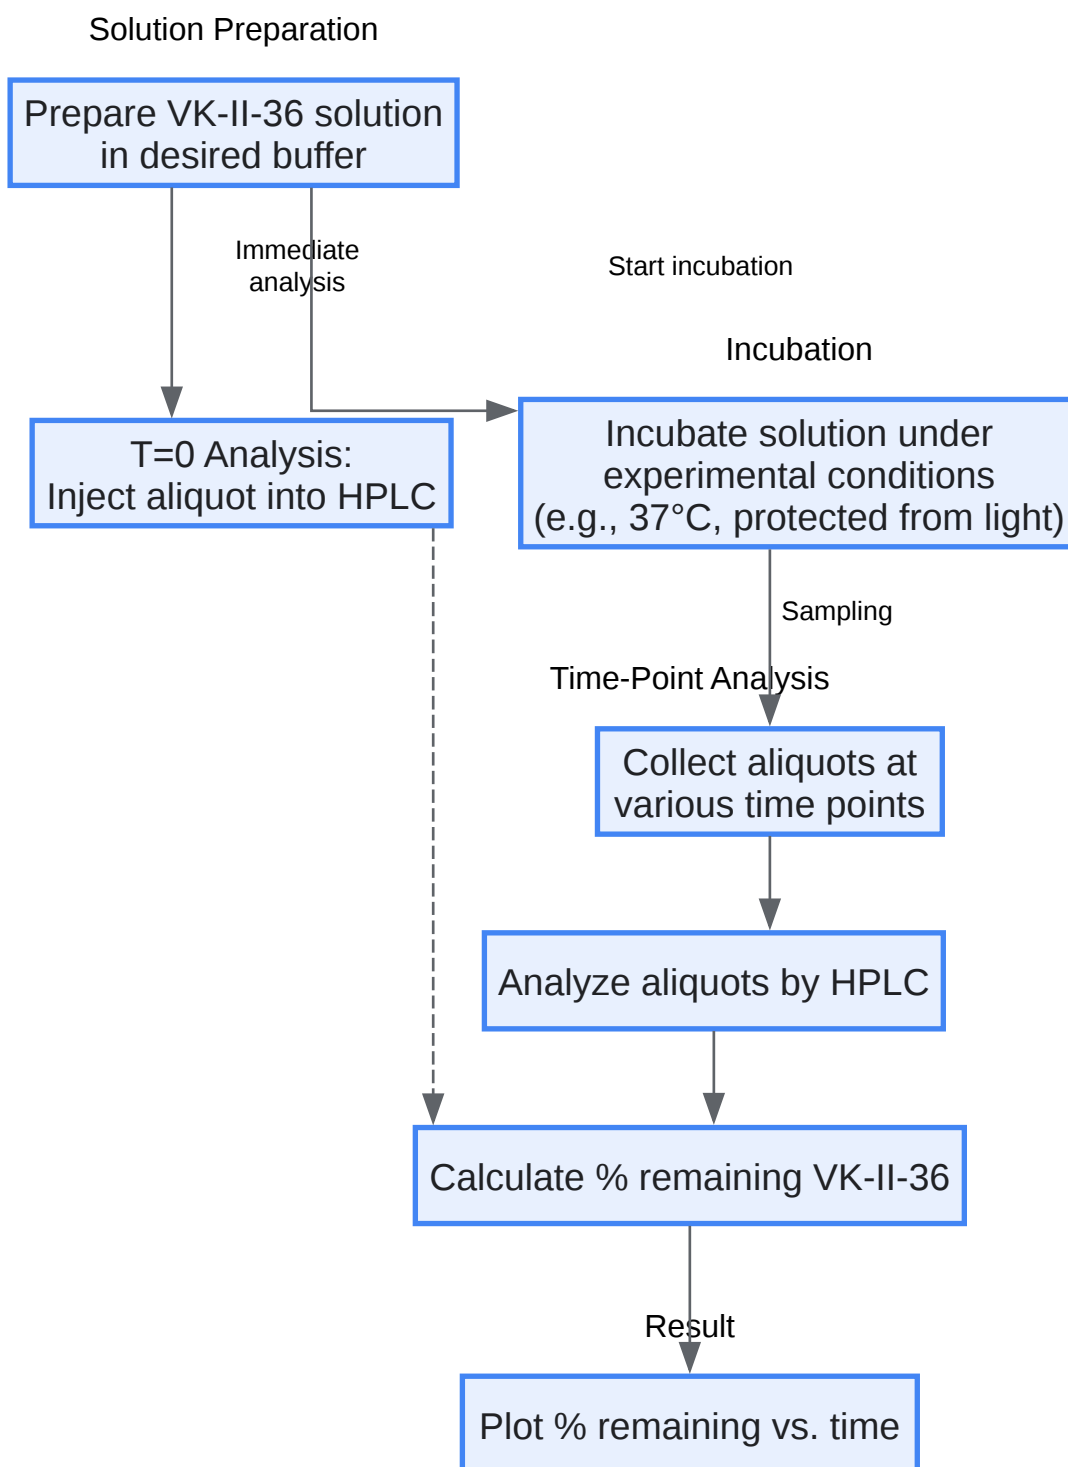 Solution Preparation
Prepare VK-II-36 solution
in desired buffer
Immediate
analysis
Start incubation
Incubation
T=0 Analysis:
Inject aliquot into HPLC
Incubate solution under
experimental conditions
(e.g., 37°C, protected from light)
Sampling
Time-Point Analysis
Collect aliquots at
various time points
Analyze aliquots by HPLC
Calculate % remaining VK-II-36
Result
Plot % remaining vs. time